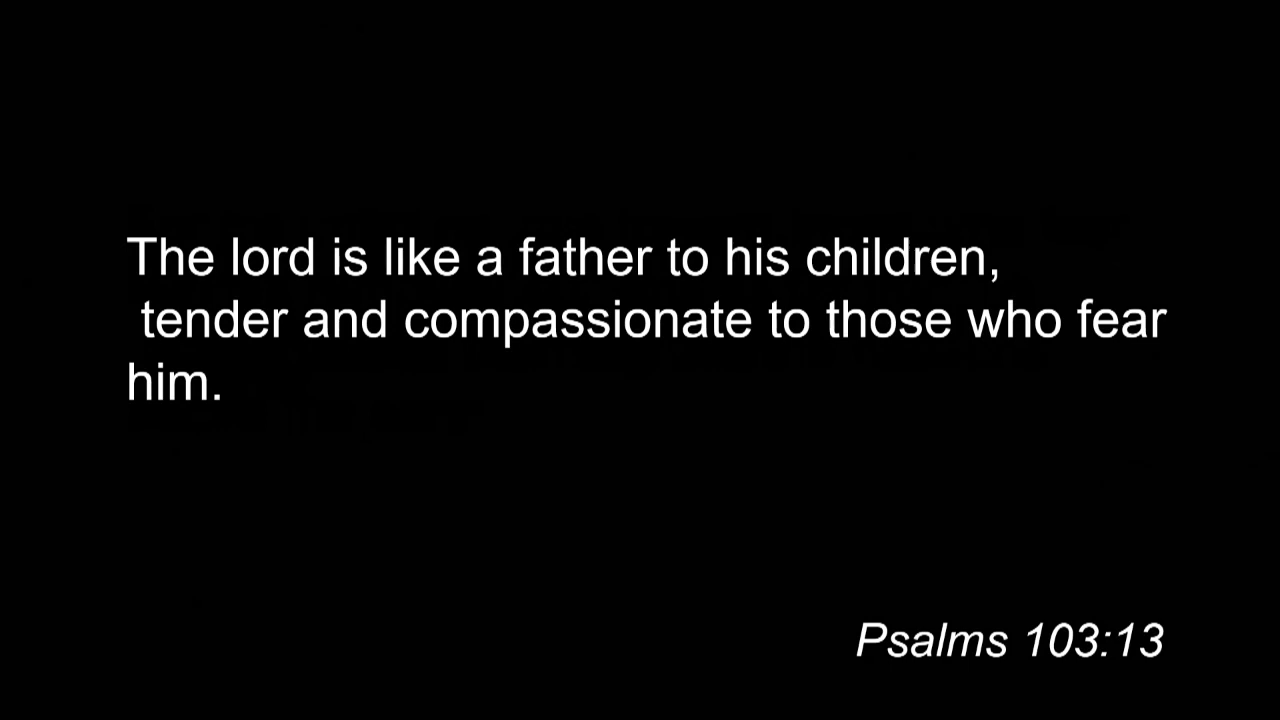 The lord is like a father to his children,
tender and compassionate to those who fear
him.
Psalms 103:13